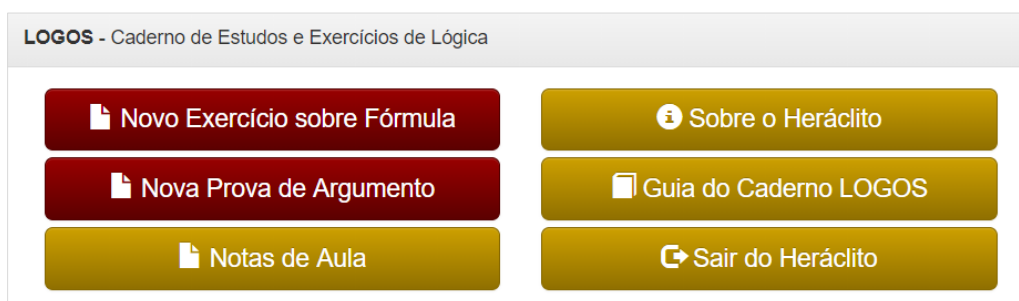 LOGOS - Caderno de Estudos e Exercícios de Lógica
Novo Exercício sobre Fórmula
Sobre o Heráclito
Nova Prova de Argumento
Guia do Caderno LOGOS
Notas de Aula
Sair do Heráclito